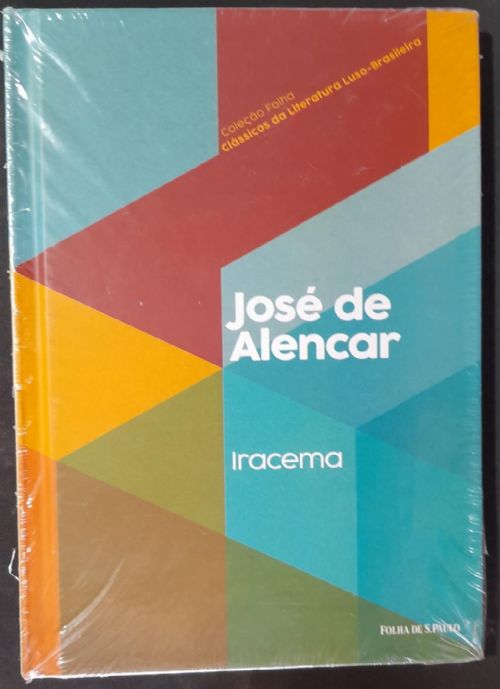 Coleção Folha
Clássicos da Literatura Luso-Brasileira
José de
Alencar
Iracema
FOLHA DE S.PAULO